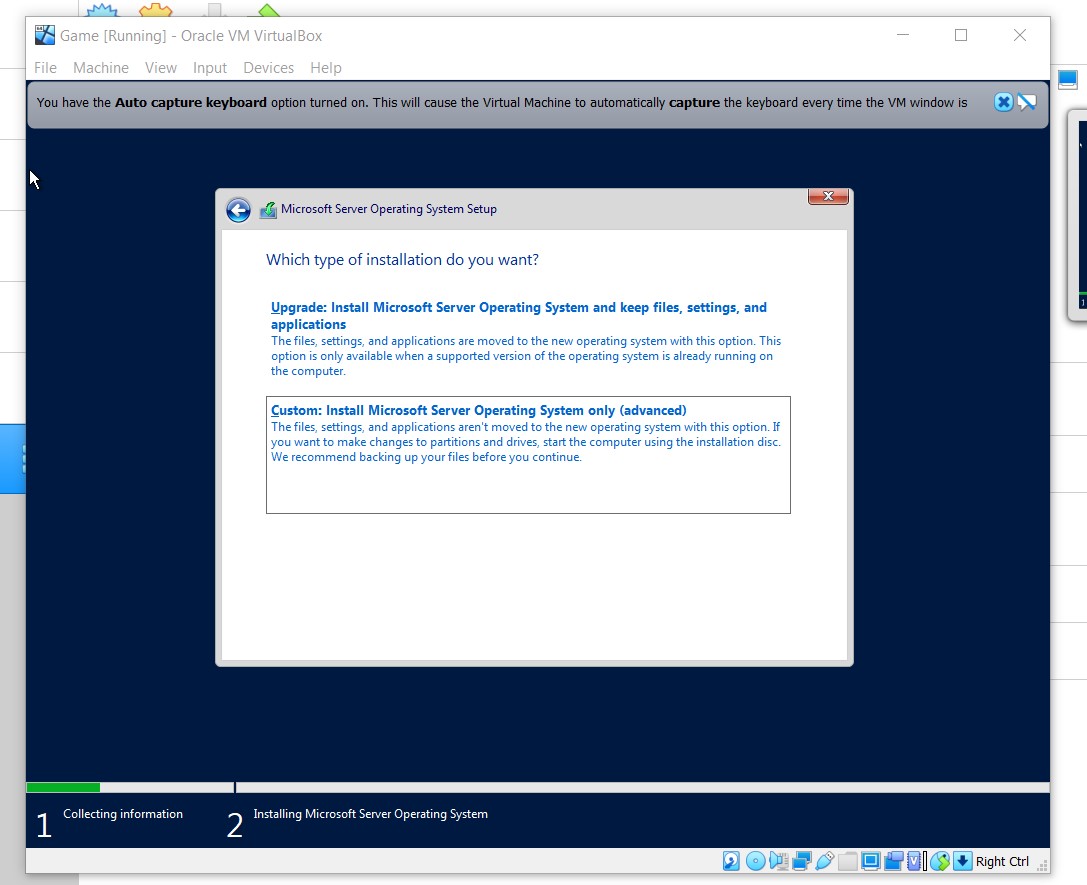 Game [Running] - Oracle VM VirtualBox
File Machine View Input Devices Help
You have the Auto capture keyboard option turned on. This will cause the Virtual Machine to automatically capture the keyboard every time the VM window is
Microsoft Server Operating System Setup
Which type of installation do you want?
Upgrade: Install Microsoft Server Operating System and keep files, settings, and
applications
The files, settings, and applications are moved to the new operating system with this option. This
option is only available when a supported version of the operating system is already running on
the computer.
Custom: Install Microsoft Server Operating System only (advanced)
The files, settings, and applications aren't moved to the new operating system with this option. If
you want to make changes to partitions and drives, start the computer using the installation disc.
We recommend backing up your files before you continue.
1 Collecting information 2 Installing Microsoft Server Operating System
Right Ctrl
1